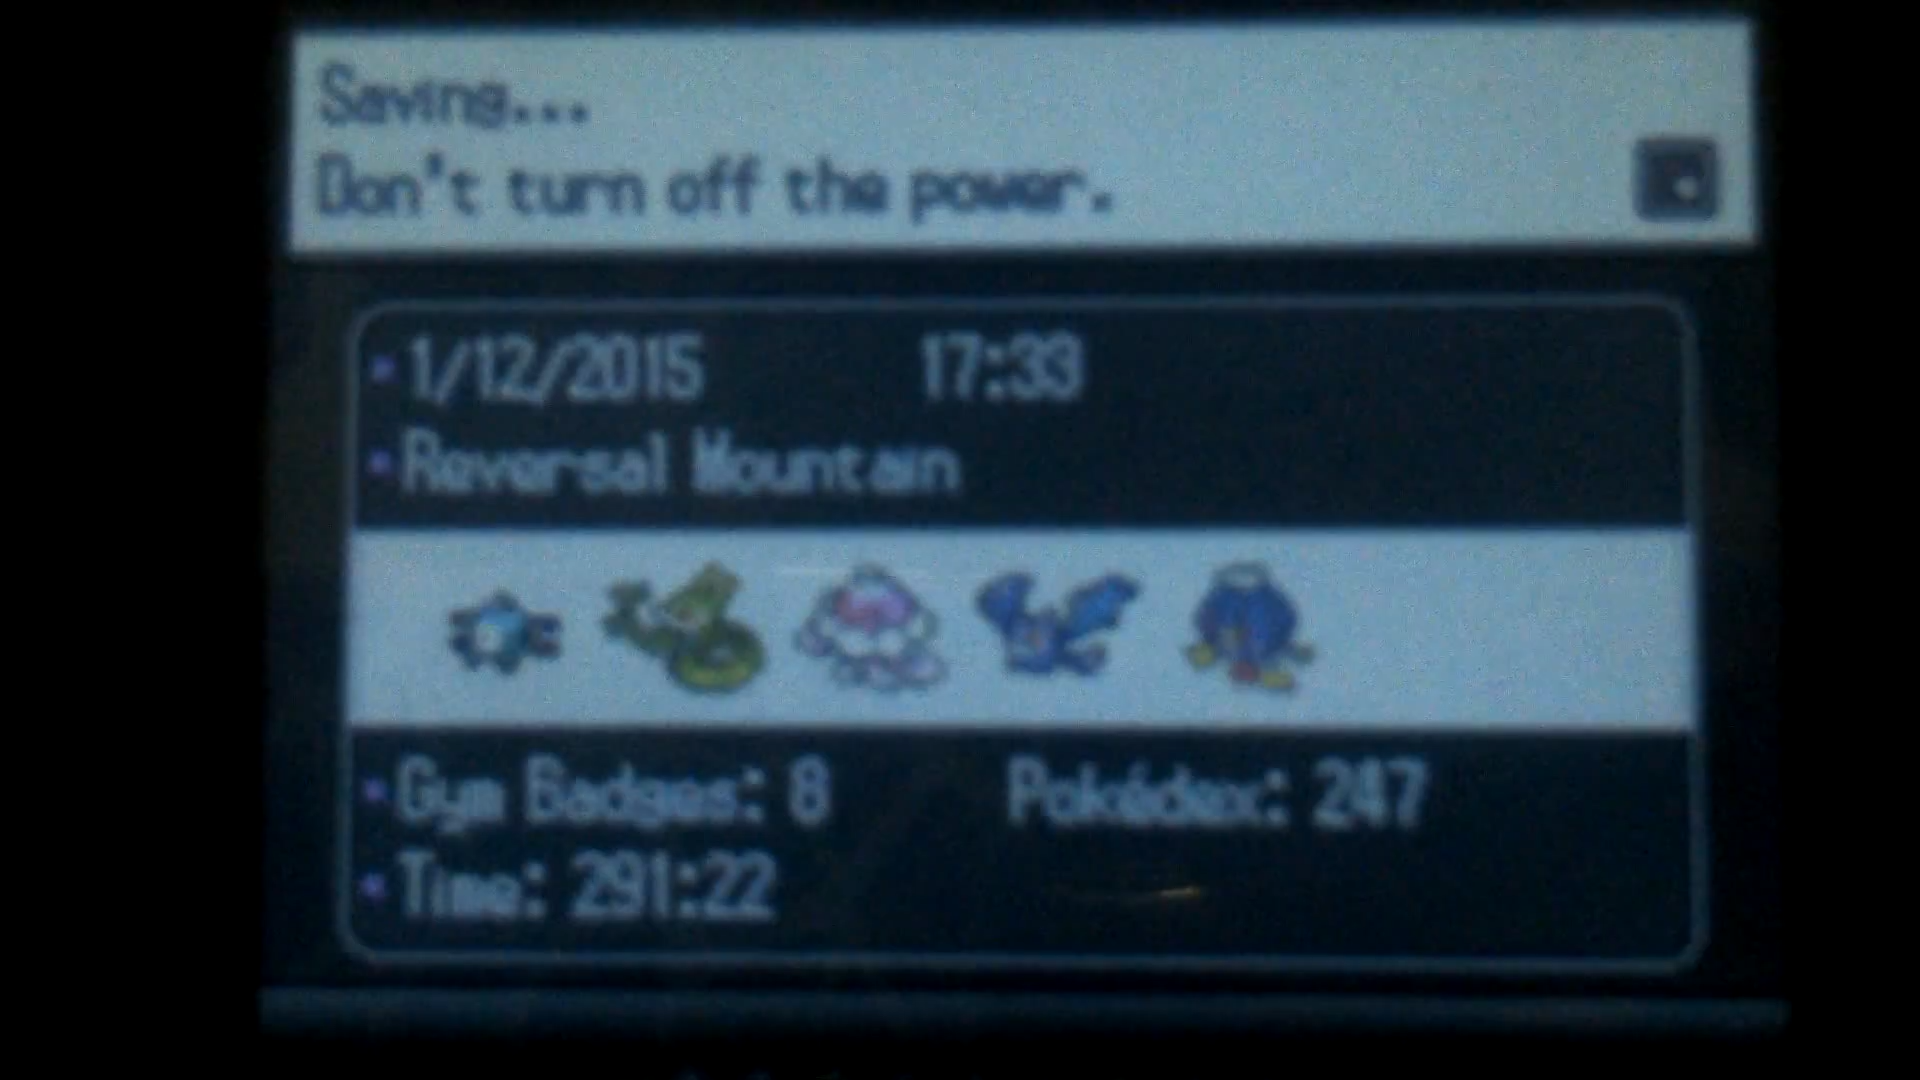 Saving...
Don't turn off the power.
1/12/2015 17:33
Reversal Mountain
Gym Badges: 8 Pokédex: 247
Time: 291:22